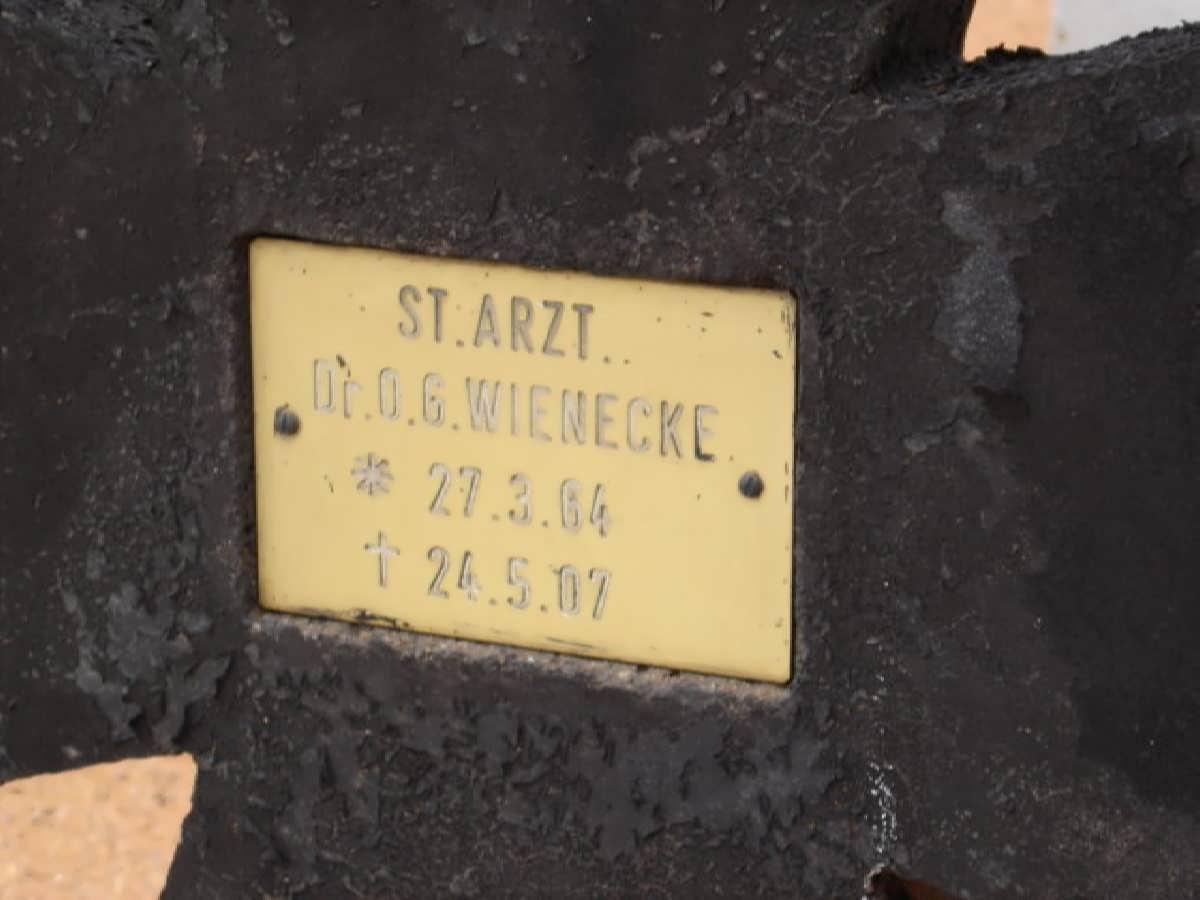 ST.ARZT.
Dr.O.G.WIENECKE
* 27.3.64
† 24.5.07